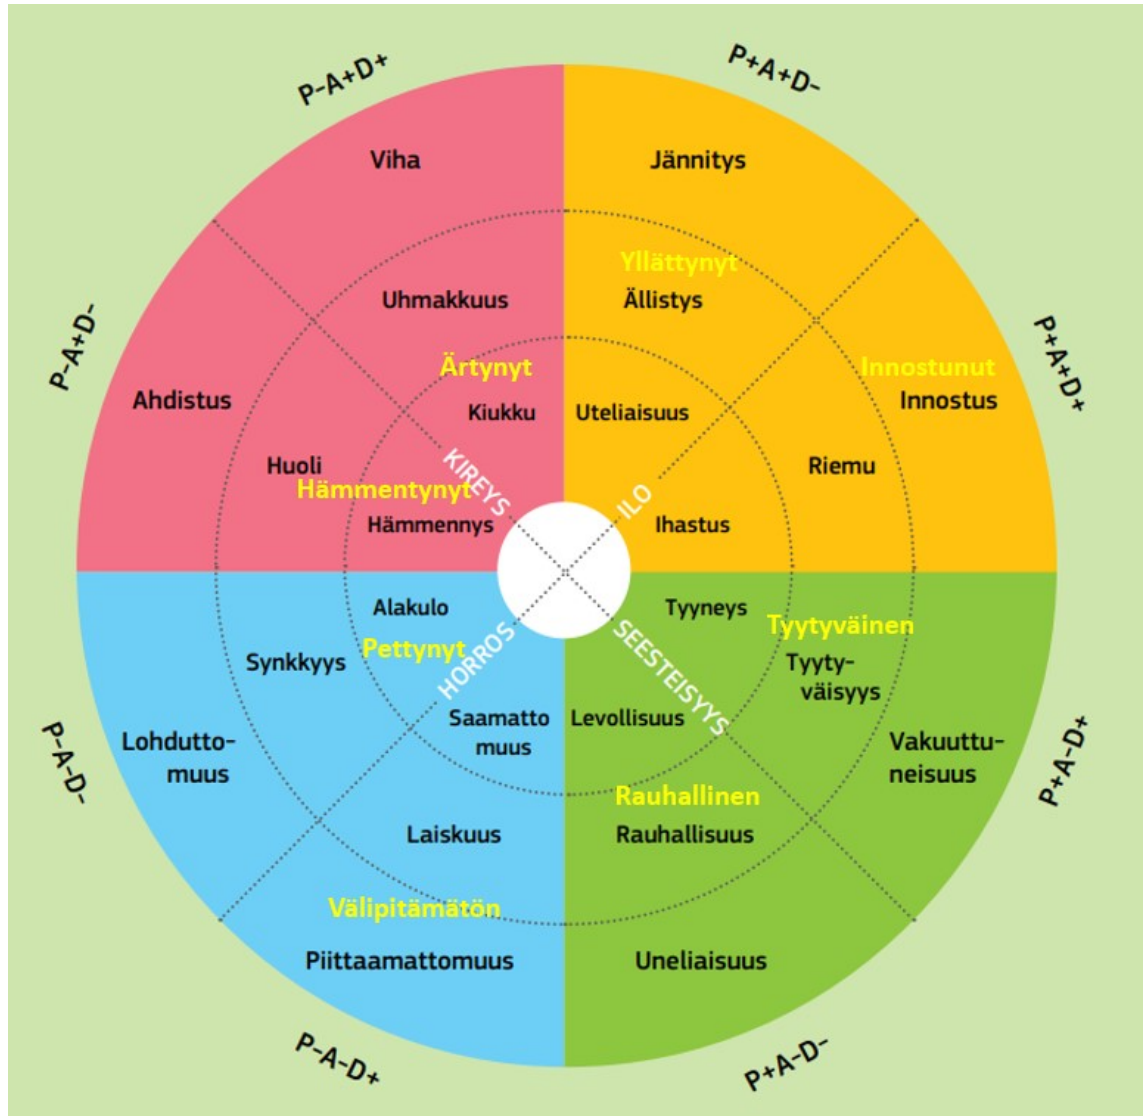 P-A+D+
P+A+D-
Viha
Jännitys
Yllättynyt
Uhmakkuus
Ällistys
P-A+D-
P+A+D+
Ärtynyt
Innostunut
Ahdistus
Kiukku
Uteliaisuus
Innostus
Huoli
KIREYS
ILO
Riemu
Hämmentynyt
Hämmennys
Ihastus
Alakulo
Tyyneys
Tyytyväinen
Pettynyt
HORROS
SEESTEISYYS
Synkkyys
Tyyty-
väisyys
Saamatto
muus
Levollisuus
P-A-D-
P+A-D+
Lohdutto-
muus
Vakuuttu-
neisuus
Rauhallinen
Laiskuus
Rauhallisuus
Välipitämätön
Piittaamattomuus
Uneliaisuus
P-A-D+
P+A-D-